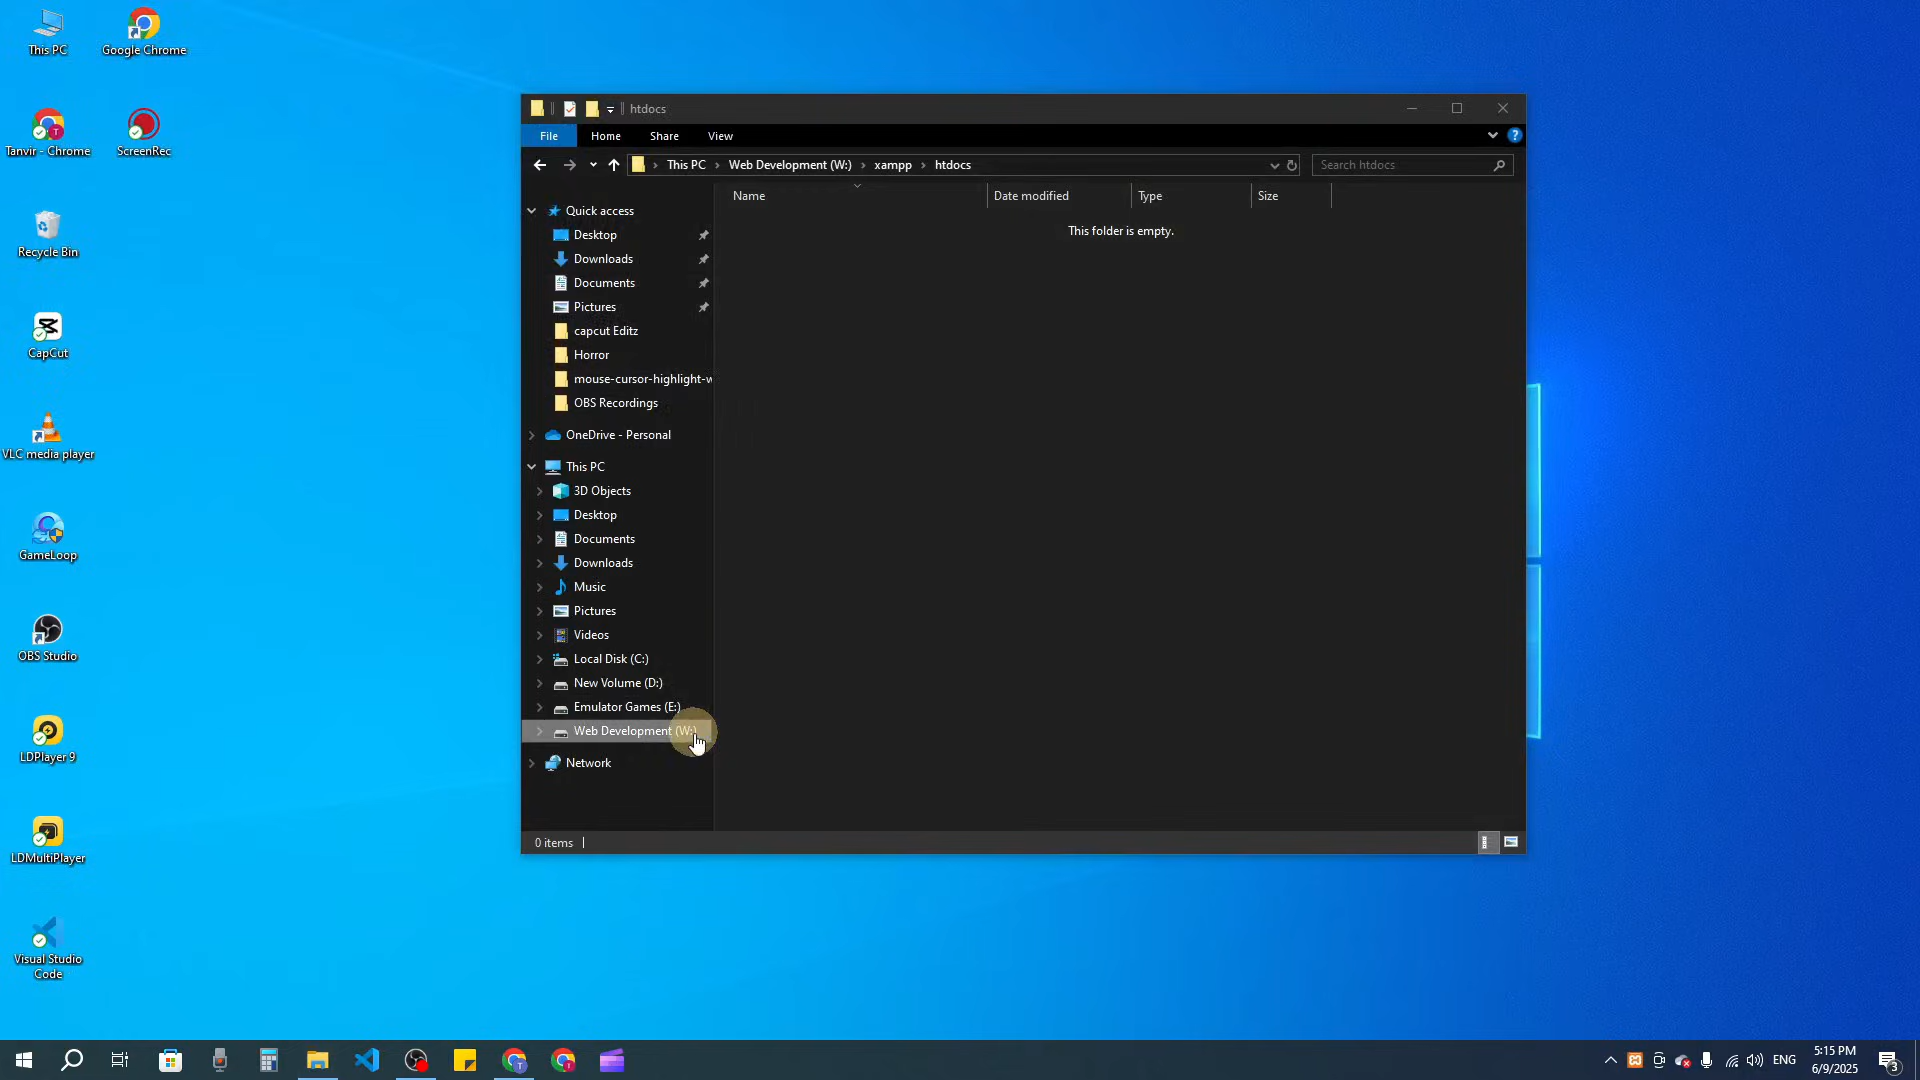 This PC
Google Chrome
Tanvir - Chrome
ScreenRec
Recycle Bin
CapCut
VLC media player
GameLoop
OBS Studio
LDPlayer 9
LDMultiPlayer
Visual Studio
Code
htdocs
File
Home
Share
View
This PC
Web Development (W:)
xampp
htdocs
Search htdocs
Name
Date modified
Type
Size
This folder is empty.
Quick access
Desktop
Downloads
Documents
Pictures
capcut Editz
Horror
mouse-cursor-highlight-w
OBS Recordings
OneDrive - Personal
This PC
3D Objects
Desktop
Documents
Downloads
Music
Pictures
Videos
Local Disk (C:)
New Volume (D:)
Emulator Games (E:)
Web Development (W:)
Network
0 items
ENG
5:15 PM
6/9/2025
3